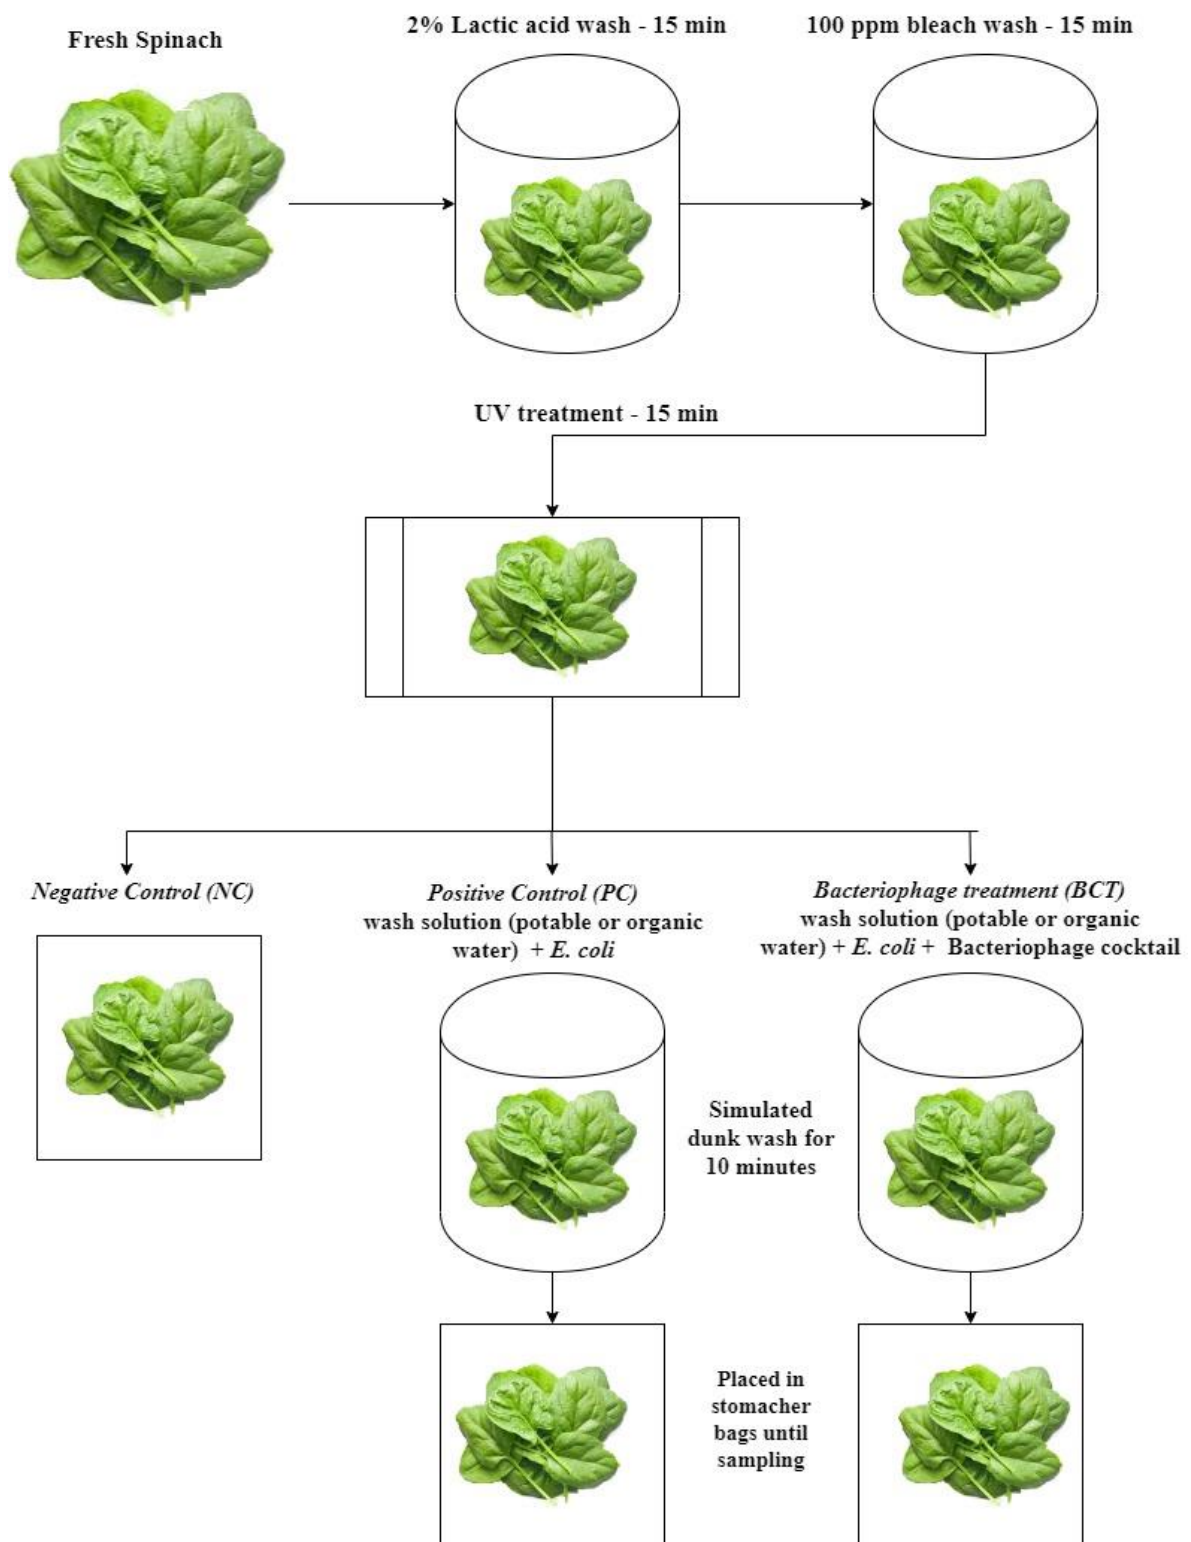 Fresh Spinach
2% Lactic acid wash - 15 min
100 ppm bleach wash - 15 min
UV treatment - 15 min
Negative Control (NC)
Positive Control (PC)
wash solution (potable or organic
water) + E. coli
Bacteriophage treatment (BCT)
wash solution (potable or organic
water) + E. coli + Bacteriophage cocktail
Simulated
dunk wash for
10 minutes
Placed in
stomacher
bags until
sampling